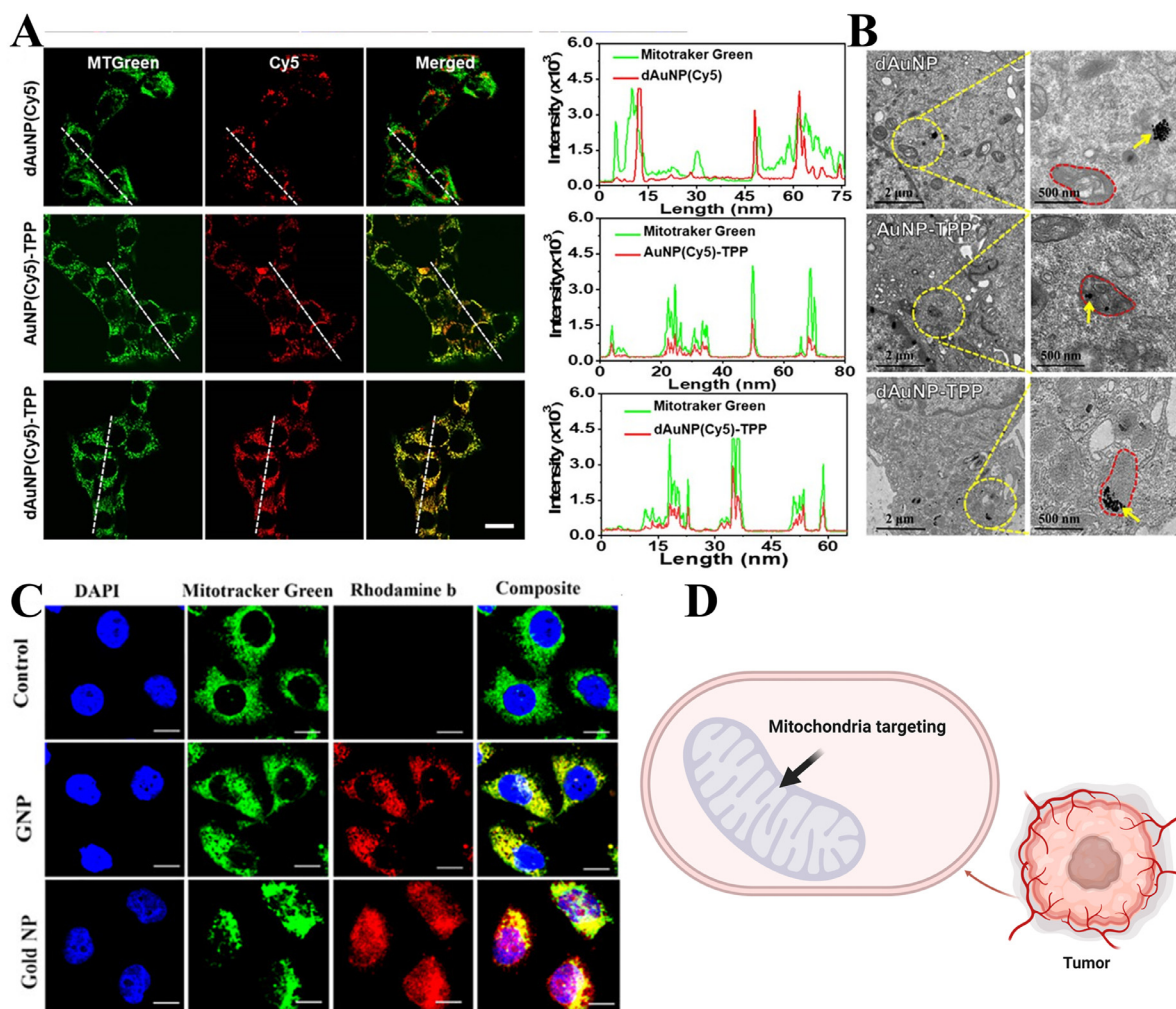 A
MTGreen
Cy5
Merged
dAuNP(Cy5)
AuNP(Cy5)-TPP
dAuNP(Cy5)-TPP
6.0
4.5
3.0
1.5
0.0
Intensity (x10³)
Mitotraker Green
dAuNP(Cy5)
0 15 30 45 60 75
Length (nm)
6.0
4.5
3.0
1.5
0.0
Intensity(x10³)
Mitotraker Green
AuNP(Cy5)-TPP
0 20 40 60 80
Length (nm)
6.0
4.5
3.0
1.5
0.0
Intensity (x10³)
Mitotraker Green
dAuNP(Cy5)-TPP
0 15 30 45 60
Length (nm)
B
dAuNP
2 µm
500 nm
AuNP-TPP
2 µm
500 nm
dAuNP-TPP
2 µm
500 nm
C
DAPI
Mitotracker Green
Rhodamine b
Composite
Control
GNP
Gold NP
D
Mitochondria targeting
Tumor